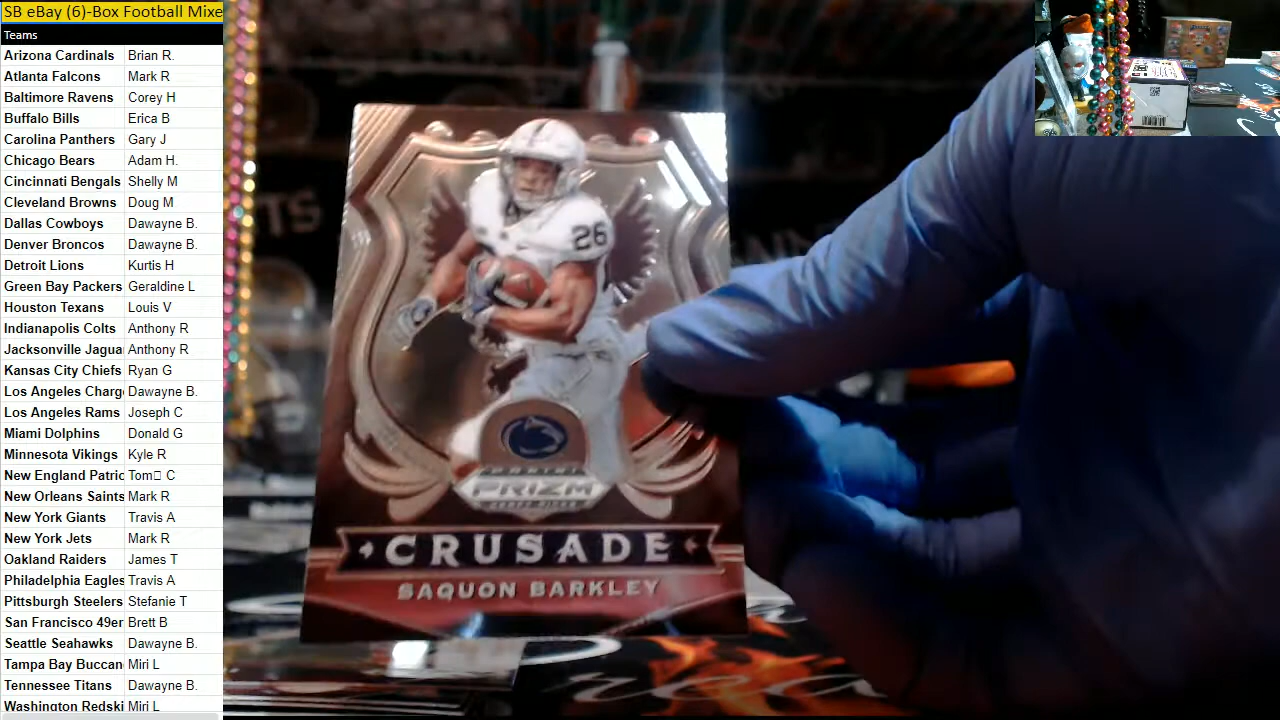 SB eBay (6)-Box Football Mixe
Teams
Arizona Cardinals Brian R.
Atlanta Falcons Mark R
Baltimore Ravens Corey H
Buffalo Bills Erica B
Carolina Panthers Gary J
Chicago Bears Adam H.
Cincinnati Bengals Shelly M
Cleveland Browns Doug M
Dallas Cowboys Dawayne B.
Denver Broncos Dawayne B.
Detroit Lions Kurtis H
Green Bay Packers Geraldine L
Houston Texans Louis V
Indianapolis Colts Anthony R
Jacksonville Jagua Anthony R
Kansas City Chiefs Ryan G
Los Angeles Charg Dawayne B.
Los Angeles Rams Joseph C
Miami Dolphins Donald G
Minnesota Vikings Kyle R
New England Patric Tom C
New Orleans Saints Mark R
New York Giants Travis A
New York Jets Mark R
Oakland Raiders James T
Philadelphia Eagles Travis A
Pittsburgh Steelers Stefanie T
San Francisco 49er Brett B
Seattle Seahawks Dawayne B.
Tampa Bay Buccan Miri L
Tennessee Titans Dawayne B.
Washington Redski Miri L
26
PANINI
PRIZM
DRAFT PICKS
CRUSADE
SAQUON BARKLEY